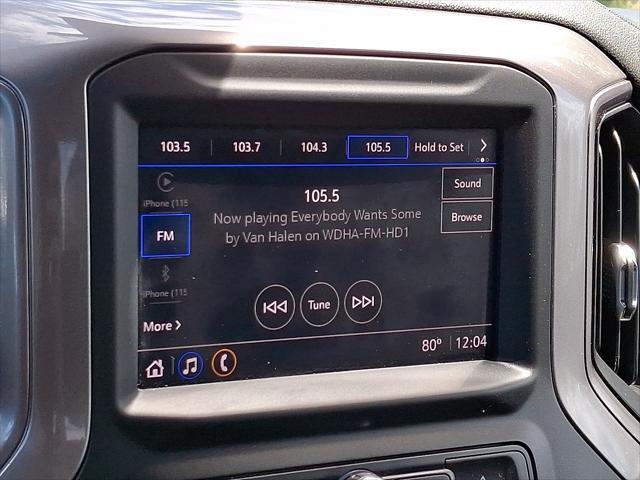 103.5 103.7 104.3 105.5 Hold to Set
iPhone (115
105.5
Sound
Now playing Everybody Wants Some
by Van Halen on WDHA-FM-HD1
Browse
FM
iPhone (115
Tune
More
80° 12:04